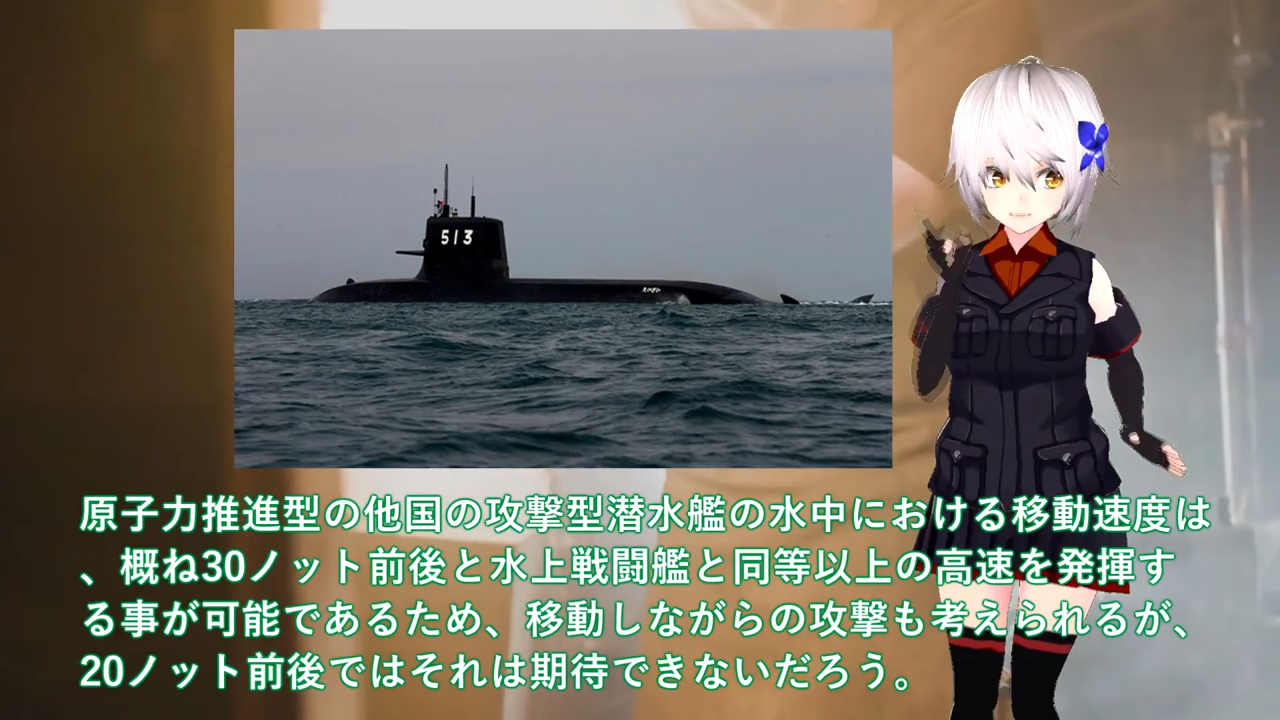 513
たいげい
原子力推進型の他国の攻撃型潜水艦の水中における移動速度は
、概ね30ノット前後と水上戦闘艦と同等以上の高速を発揮す
る事が可能であるため、移動しながらの攻撃も考えられるが、
20ノット前後ではそれは期待できないだろう。